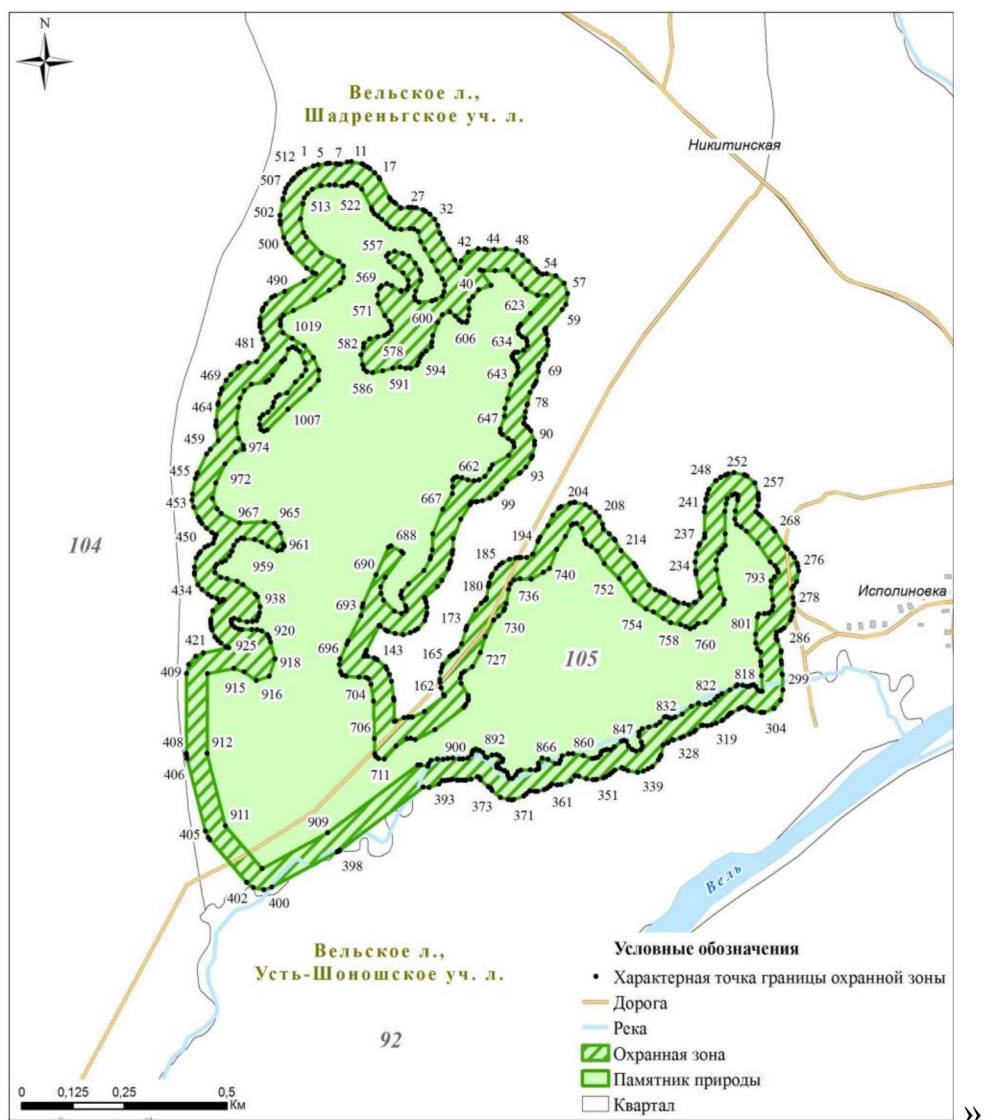 N
Вельское л.,
Шадреньгское уч. л.
Никитинская
512 1 5 7 11 17
507 513 522 27 32
502
500 557 42 44 48 54
490 569 40 57
571 600 623 59
1019 606
481 582 578 634
594 69
469 586 591 643
464 1007 78
647
459 974 90
455 972 662 93
453 667 99
967 965
450 961 688
959 690
434 938 693
421 920
925 918 696 143
409 915 916 704
408 912 706
406 711
911 909
405 398
402 400
252
248 257
241 204 208 268
237 194 214 276
234 185 793
180 740 752 278
736
173 730 754 801 286
727 758 760
165 299
162 822 818
832 304
847 319
900 892 860 328
866 339
393 373 371 361 351
104
105
Исполиновка
Вель
Вельское л.,
Усть-Шоношское уч. л.
92
Условные обозначения
Характерная точка границы охранной зоны
Дорога
Река
Охранная зона
Памятник природы
Квартал
0 0,125 0,25 0,5
Км
»